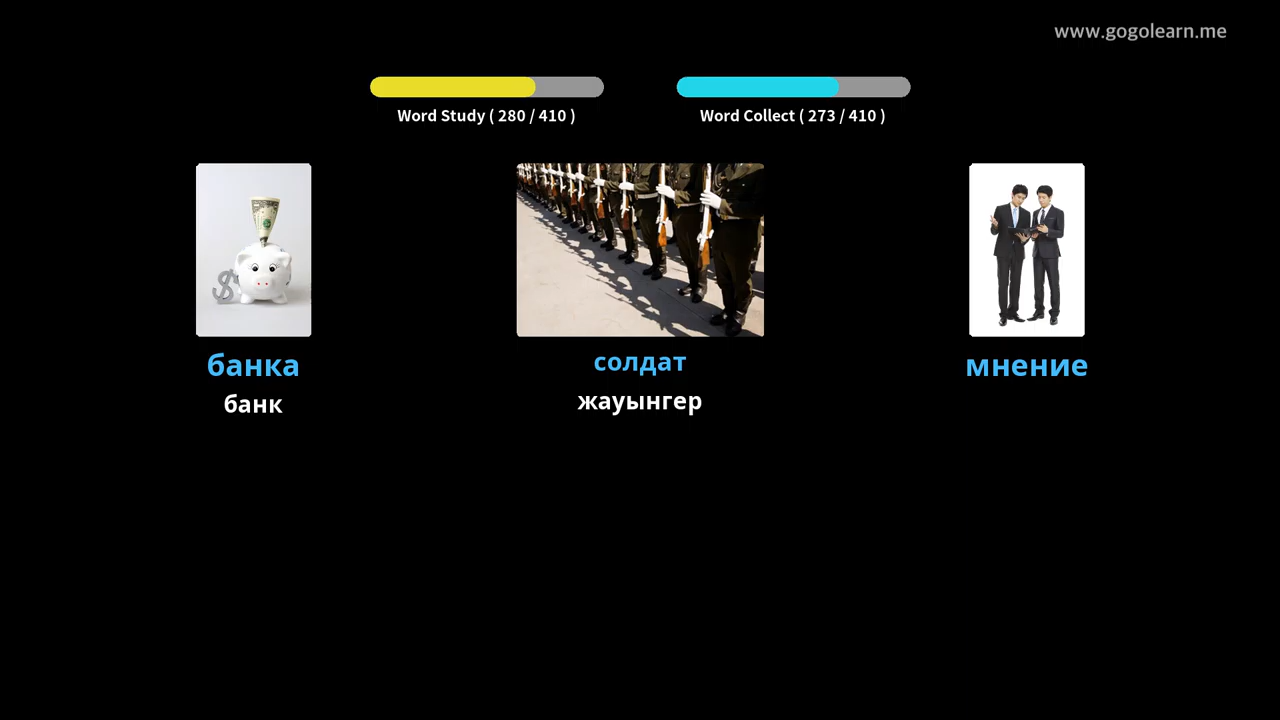 www.gogolearn.me
Word Study ( 280 / 410 )
Word Collect ( 273 / 410 )
банка
банк
солдат
жауынгер
мнение